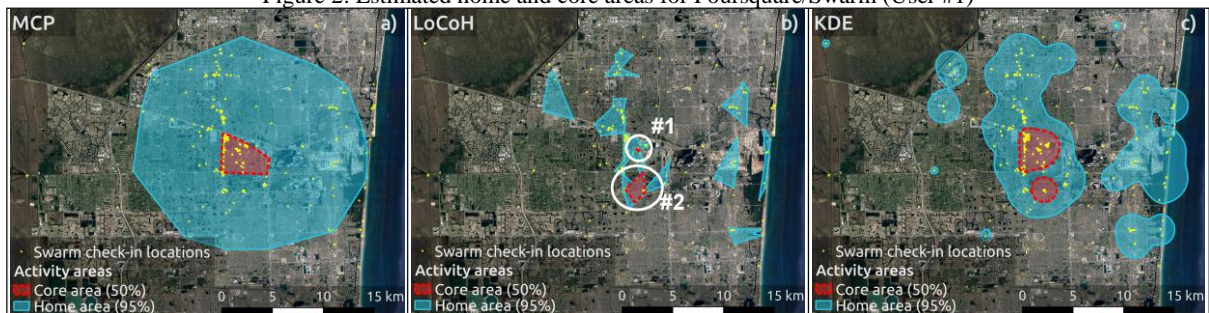 Figure 2: Estimated home and core areas for Foursquare/Swarm (User #1)
MCP
a)
Swarm check-in locations
Activity areas
Core area (50%)
Home area (95%)
0 5 10 15 km
LoCoH
b)
#1
#2
Swarm check-in locations
Activity areas
Core area (50%)
Home area (95%)
0 5 10 15 km
KDE
c)
Swarm check-in locations
Activity areas
Core area (50%)
Home area (95%)
0 5 10 15 km